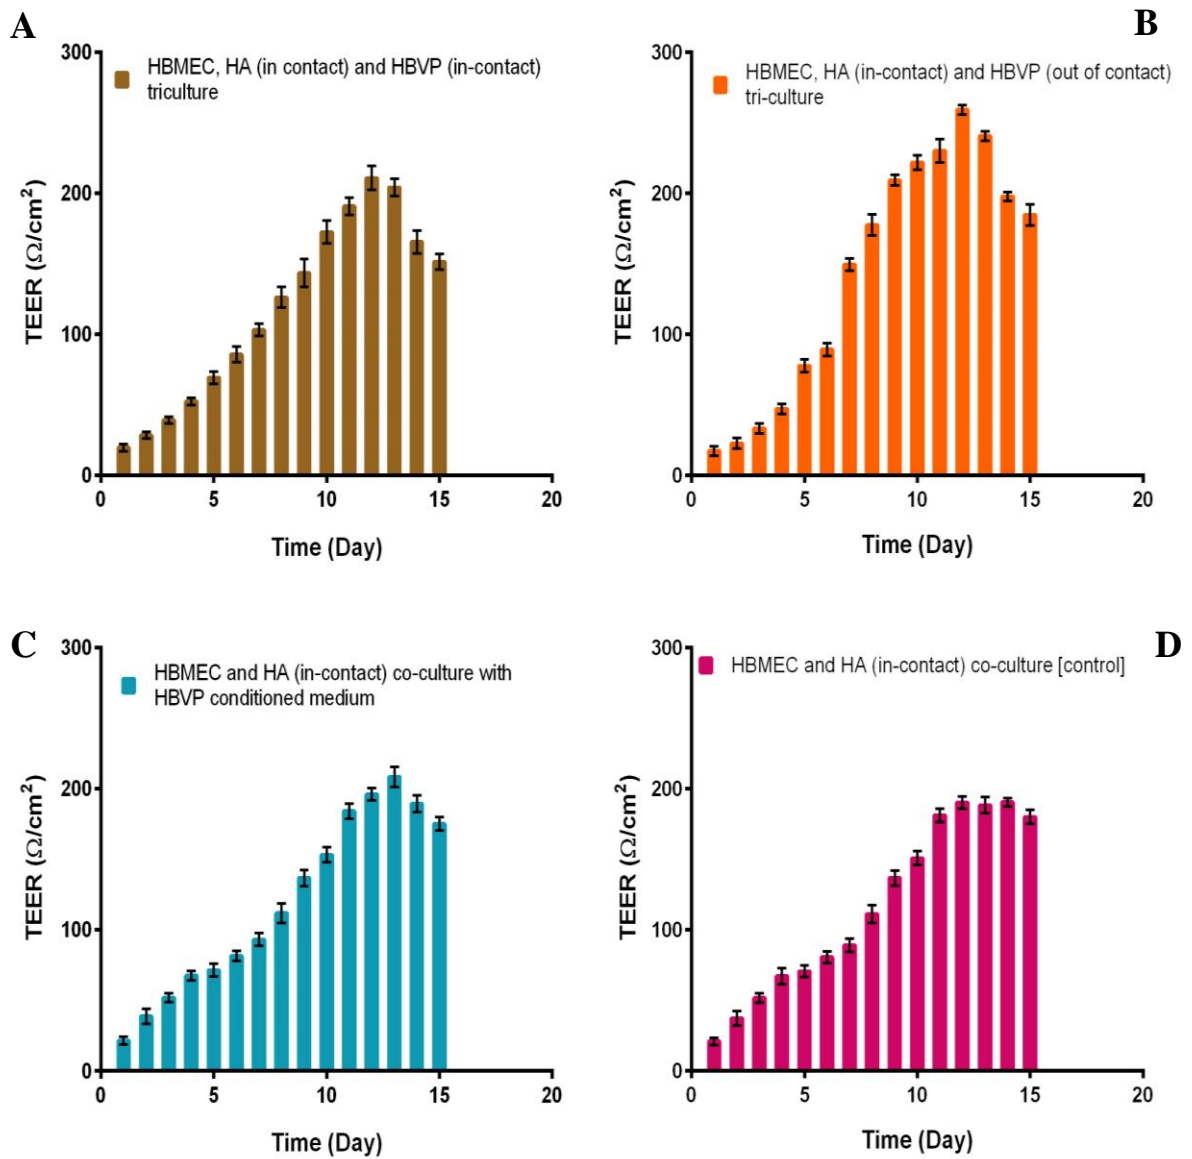 A
300
200
100
0
TEER (Ω/cm²)
HBMEC, HA (in contact) and HBVP (in-contact)
triculture
0 5 10 15 20
Time (Day)
B
300
200
100
0
TEER (Ω/cm²)
HBMEC, HA (in-contact) and HBVP (out of contact)
tri-culture
0 5 10 15 20
Time (Day)
C
300
200
100
0
TEER (Ω/cm²)
HBMEC and HA (in-contact) co-culture with
HBVP conditioned medium
0 5 10 15 20
Time (Day)
D
300
200
100
0
TEER (Ω/cm²)
HBMEC and HA (in-contact) co-culture [control]
0 5 10 15 20
Time (Day)